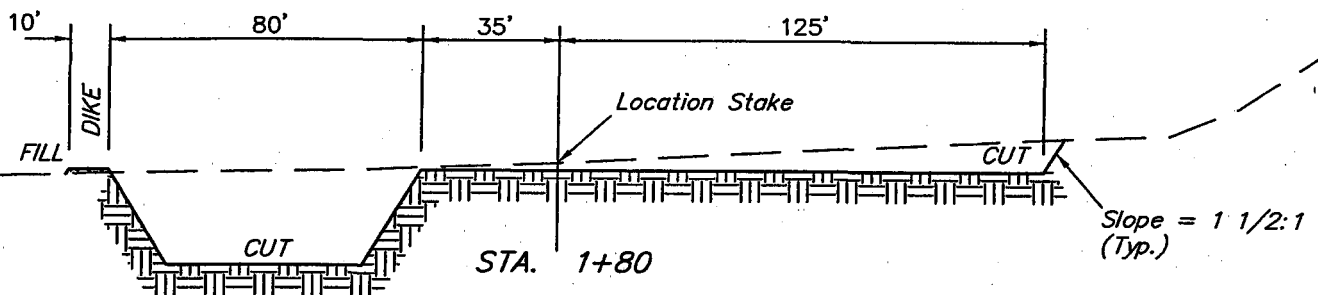 10' 80' 35' 125'
DIKE
Location Stake
FILL
CUT
CUT
Slope = 1 1/2:1
(Typ.)
STA. 1+80